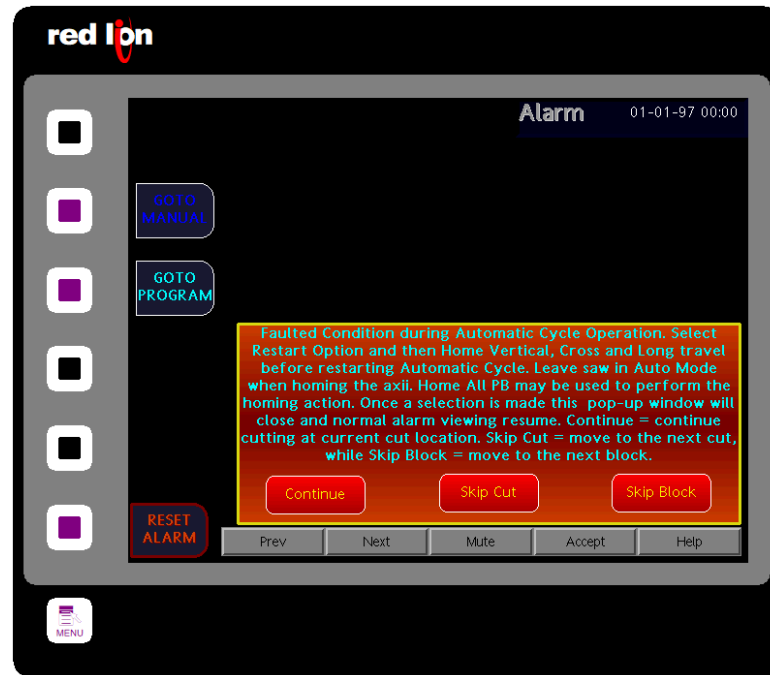 red lion
Alarm 01-01-97 00:00
GOTO
MANUAL
GOTO
PROGRAM
Faulted Condition during Automatic Cycle Operation. Select
Restart Option and then Home Vertical, Cross and Long travel
before restarting Automatic Cycle. Leave saw in Auto Mode
when homing the axii. Home All PB may be used to perform the
homing action. Once a selection is made this pop-up window will
close and normal alarm viewing resume. Continue = continue
cutting at current cut location. Skip Cut = move to the next cut,
while Skip Block = move to the next block.
Continue Skip Cut Skip Block
RESET
ALARM
Prev Next Mute Accept Help
MENU